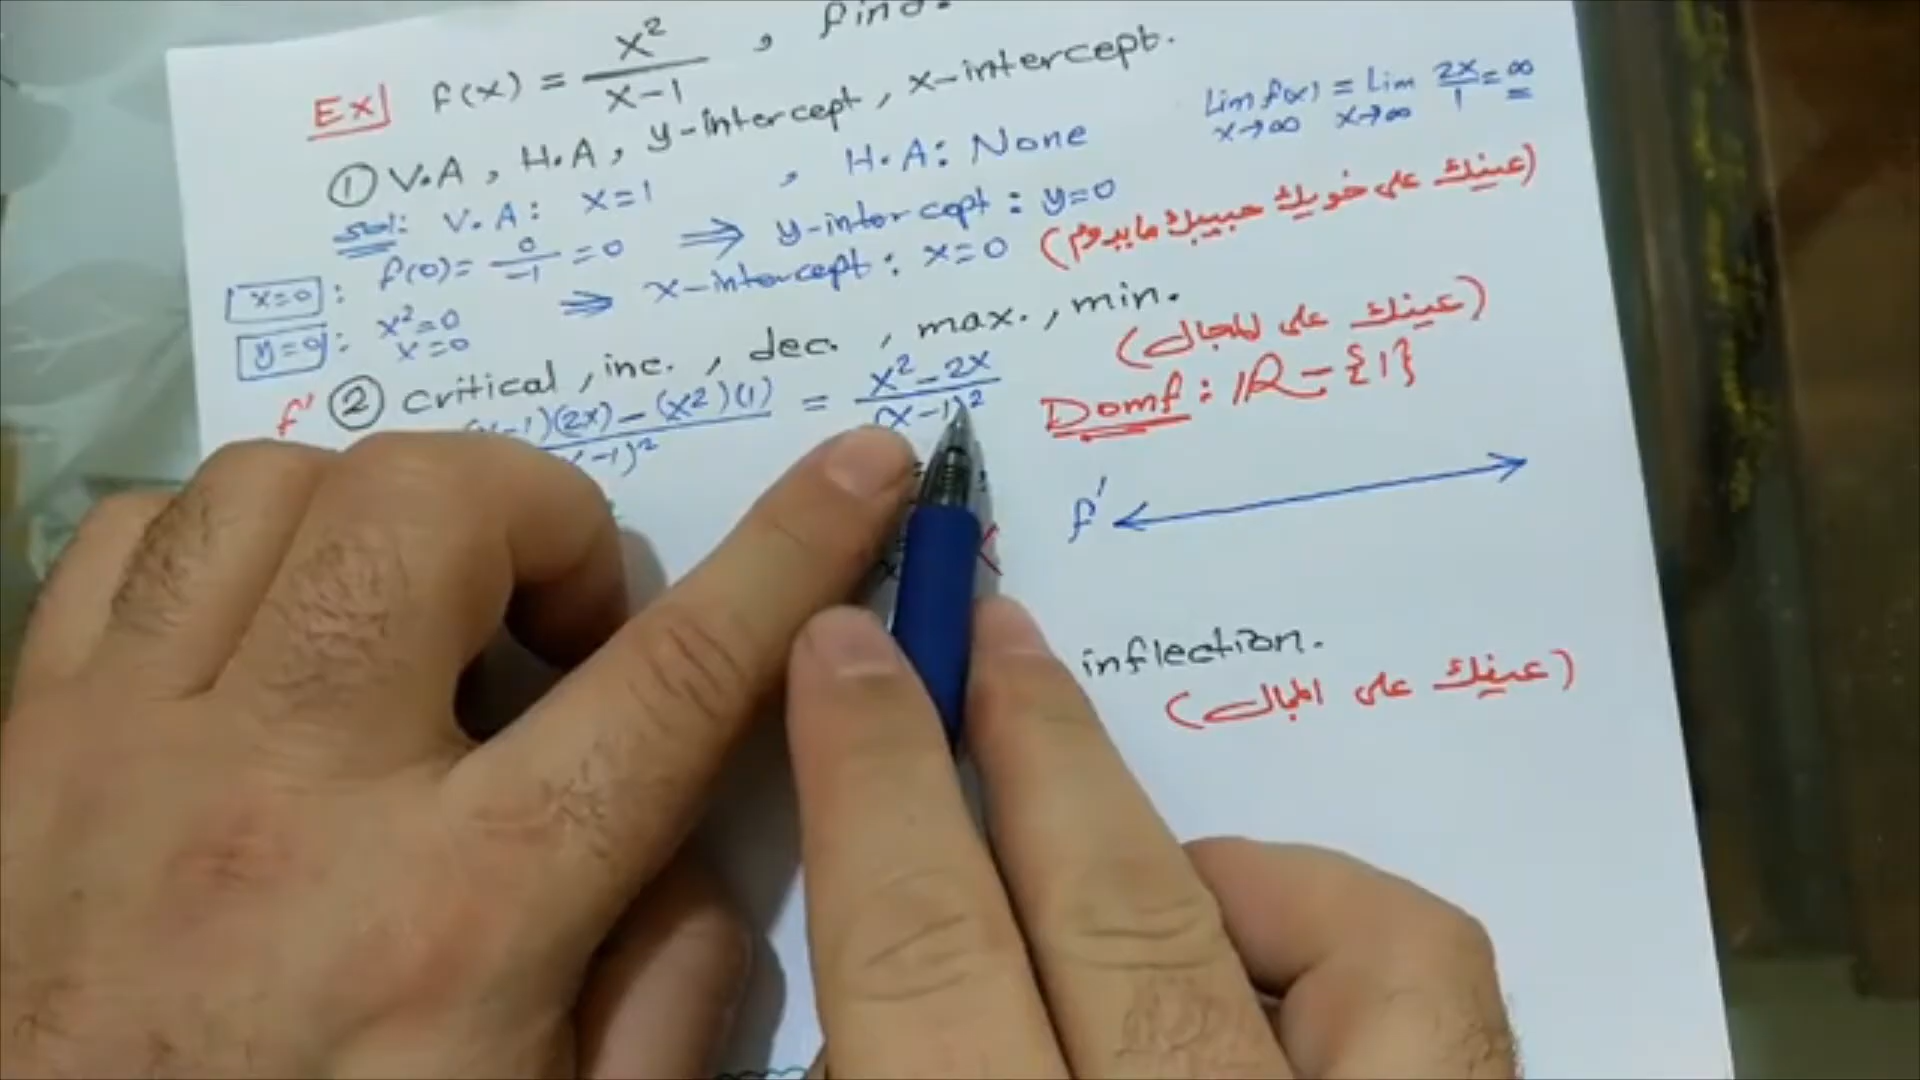 Ex] f(x) = x²/(x-1) , find:
① V.A , H.A , y-intercept , x-intercept.
Lim f(x) = Lim 2x/1 = ∞
x→∞ x→∞
sol: V.A: x=1 , H.A: None
x=0 : f(0) = 0/-1 = 0 ⇒ y-intercept : y=0
y=0 : x²=0 ⇒ x-intercept : x=0
x=0
(عينك على خويك حبيبك مايدوم)
② critical , inc. , dec. , max. , min.
(عينك على المجال)
f' -1)(2x) - (x²)(1) = x²-2x/(x-1)²
-1)²
Domf : ℝ - {1}
f'
inflection.
(عينك على المجال)